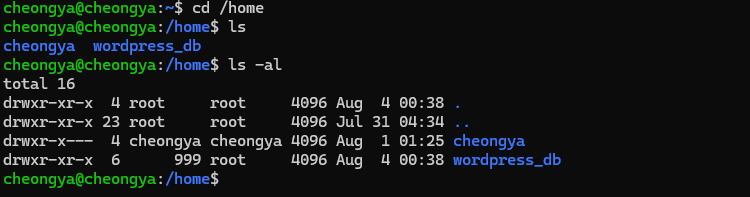 cheongya@cheongya:~$ cd /home
cheongya@cheongya:/home$ ls
cheongya  wordpress_db
cheongya@cheongya:/home$ ls -al
total 16
drwxr-xr-x  4 root     root     4096 Aug  4 00:38 .
drwxr-xr-x 23 root     root     4096 Jul 31 04:34 ..
drwxr-x---  4 cheongya cheongya 4096 Aug  1 01:25 cheongya
drwxr-xr-x  6      999 root     4096 Aug  4 00:38 wordpress_db
cheongya@cheongya:/home$